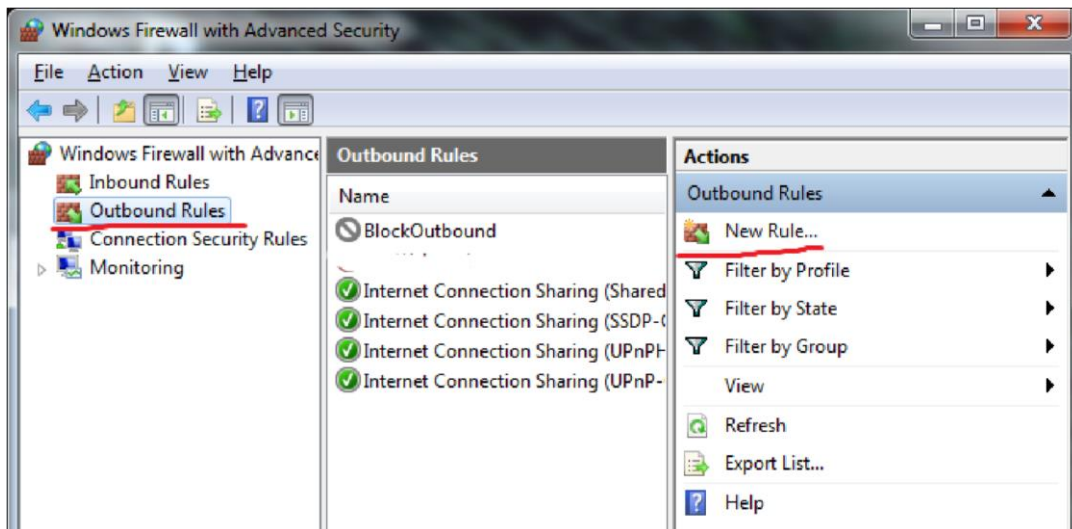 Windows Firewall with Advanced Security
File Action View Help
Windows Firewall with Advance
Inbound Rules
Outbound Rules
Connection Security Rules
Monitoring
Outbound Rules
Name
BlockOutbound
Internet Connection Sharing (Shared
Internet Connection Sharing (SSDP-
Internet Connection Sharing (UPnPH
Internet Connection Sharing (UPnP-
Actions
Outbound Rules
New Rule...
Filter by Profile
Filter by State
Filter by Group
View
Refresh
Export List...
Help